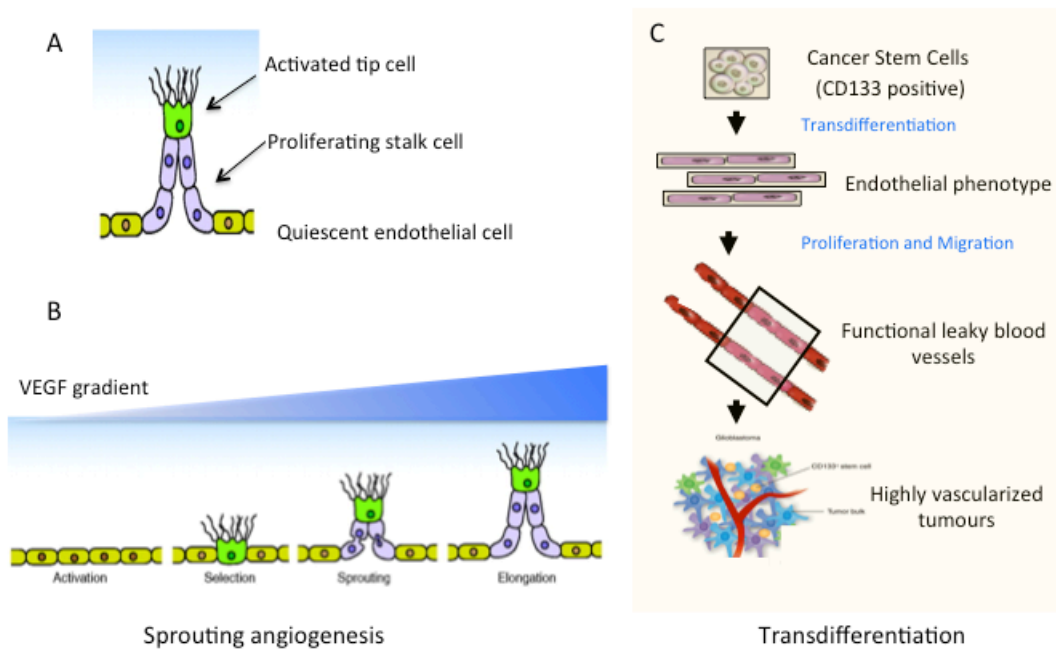 A
Activated tip cell
Proliferating stalk cell
Quiescent endothelial cell
B
VEGF gradient
Activation
Selection
Sprouting
Elongation
Sprouting angiogenesis
C
Cancer Stem Cells
(CD133 positive)
Transdifferentiation
Endothelial phenotype
Proliferation and Migration
Functional leaky blood
vessels
Glioblastoma
CD133⁺ stem cell
Tumor bulk
Highly vascularized
tumours
Transdifferentiation